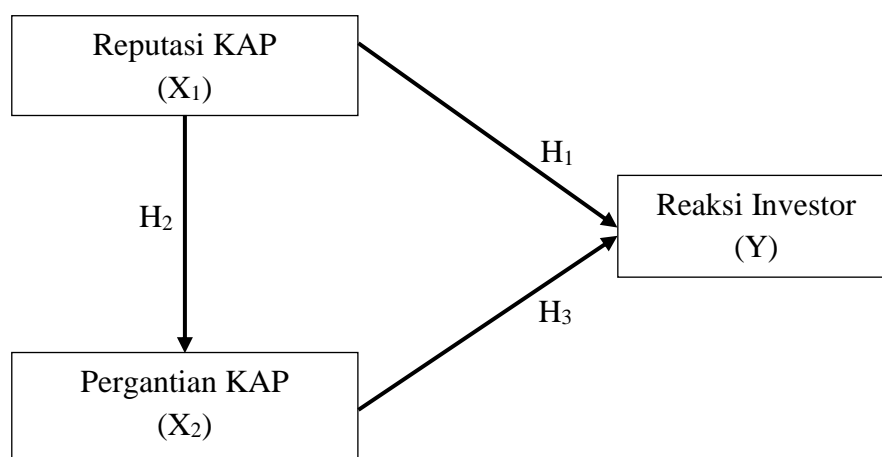 Reputasi KAP
(X₁)
H₁
Reaksi Investor
(Y)
H₂
H₃
Pergantian KAP
(X₂)